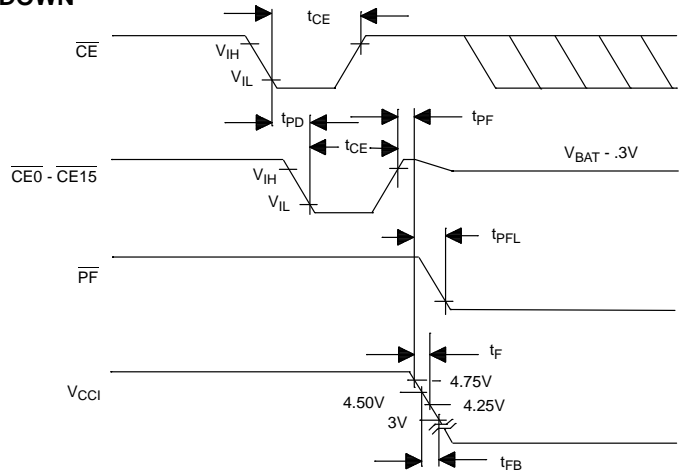 DOWN
tCE
CE
VIH
VIL
tPD
tPF
tCE
CE0 - CE15
VIH
VIL
VBAT - .3V
tPFL
PF
tF
VCCI
4.75V
4.50V
4.25V
3V
tFB